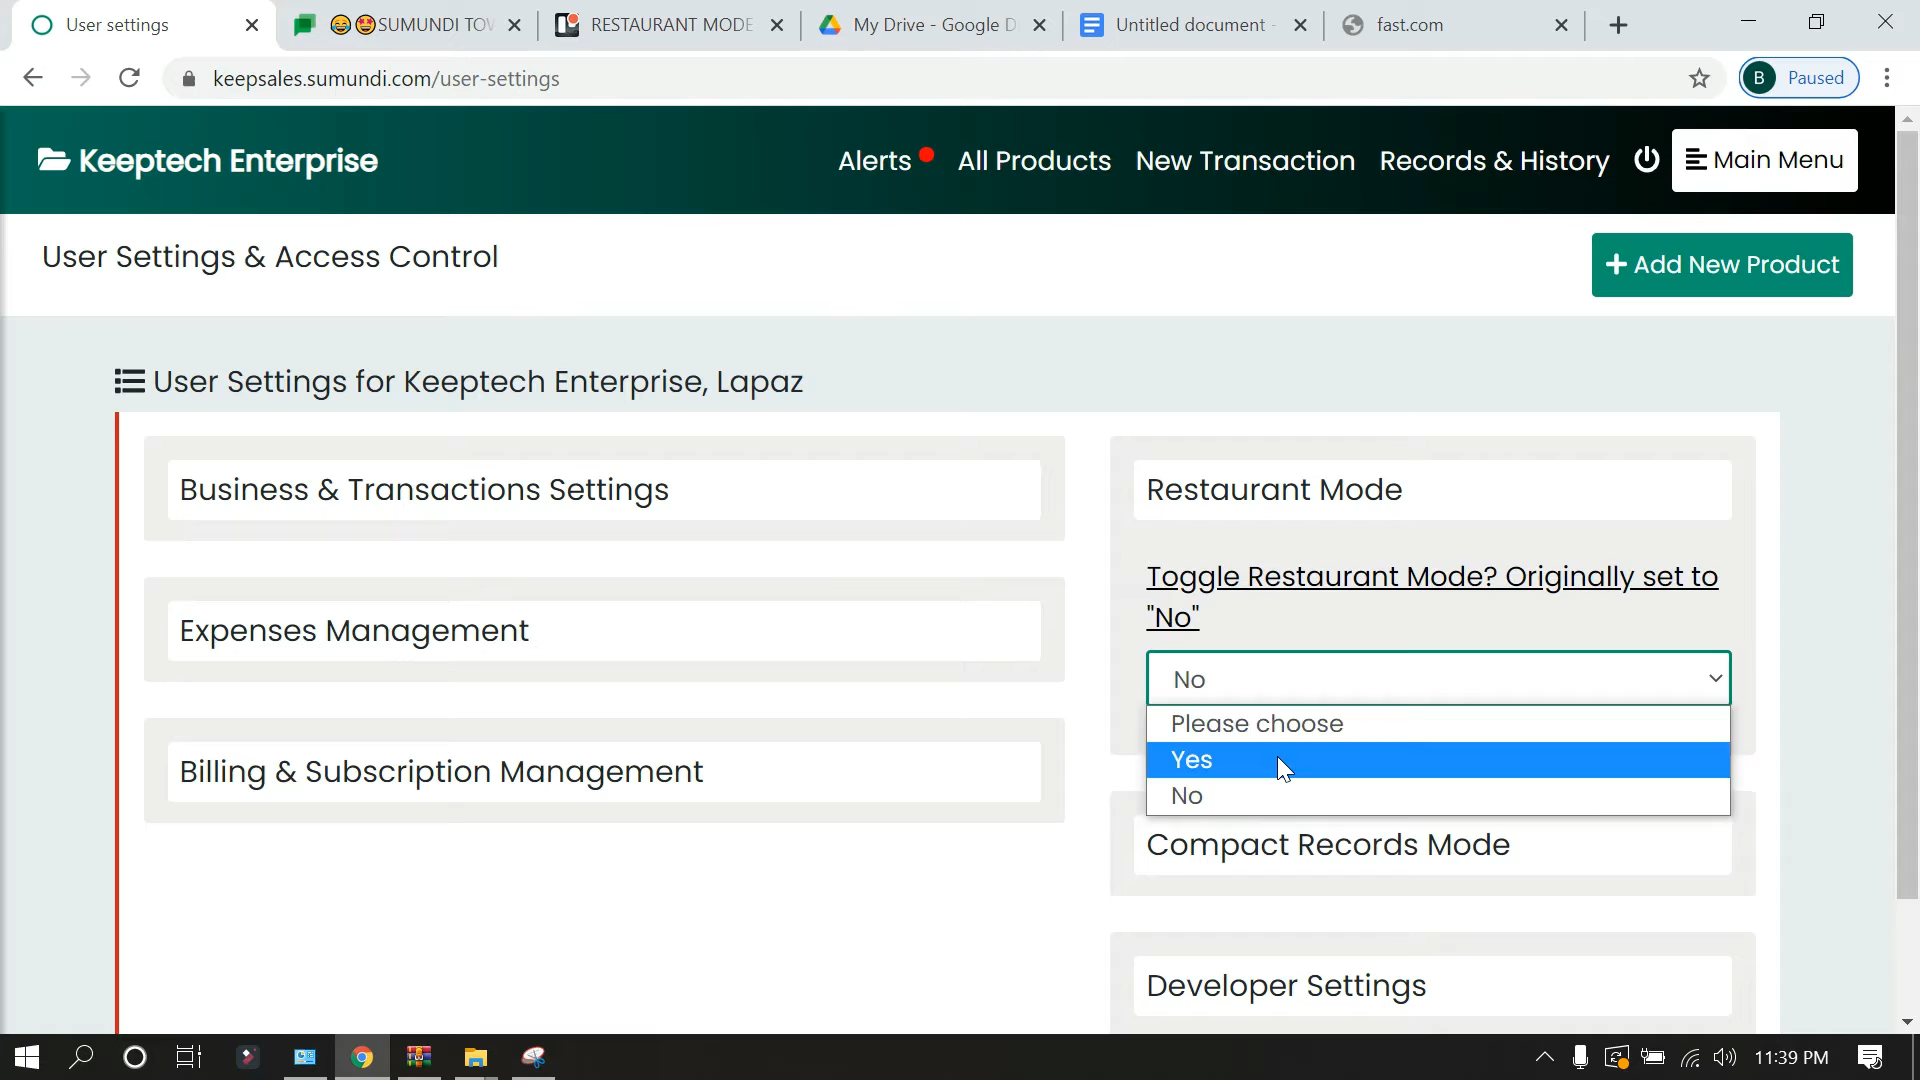 User settings
😂🤩SUMUNDI TOV
RESTAURANT MODE
My Drive - Google D
Untitled document -
fast.com
keepsales.sumundi.com/user-settings
B
Paused
Keeptech Enterprise
Alerts
All Products
New Transaction
Records & History
Main Menu
User Settings & Access Control
+ Add New Product
User Settings for Keeptech Enterprise, Lapaz
Business & Transactions Settings
Expenses Management
Billing & Subscription Management
Restaurant Mode
Toggle Restaurant Mode? Originally set to
"No"
No
Please choose
Yes
No
Compact Records Mode
Developer Settings
11:39 PM